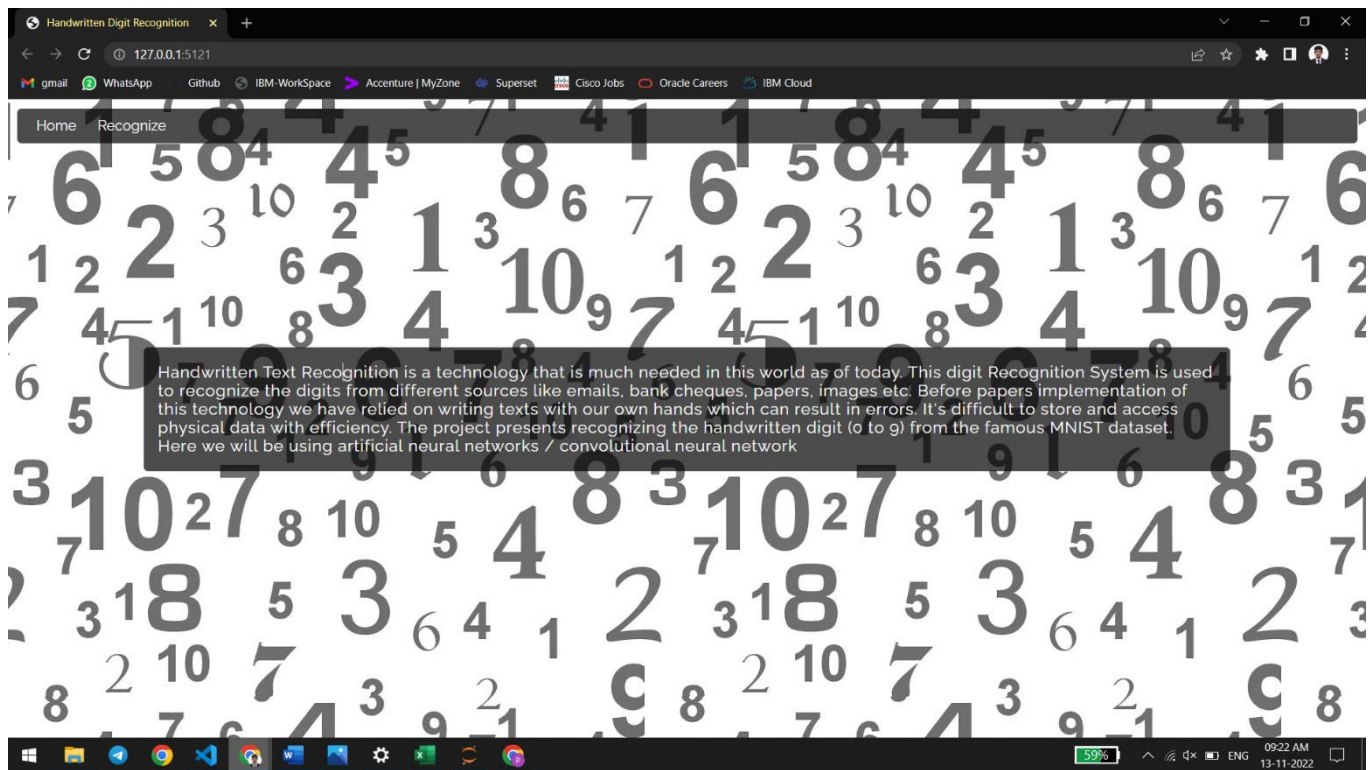 Handwritten Digit Recognition
127.0.0.1:5121
gmail WhatsApp Github IBM-WorkSpace Accenture | MyZone Superset Cisco Jobs Oracle Careers IBM Cloud
Home Recognize
Handwritten Text Recognition is a technology that is much needed in this world as of today. This digit Recognition System is used
to recognize the digits from different sources like emails, bank cheques, papers, images etc. Before papers implementation of
this technology we have relied on writing texts with our own hands which can result in errors. It's difficult to store and access
physical data with efficiency. The project presents recognizing the handwritten digit (0 to 9) from the famous MNIST dataset.
Here we will be using artificial neural networks / convolutional neural network
59% ENG 09:22 AM
13-11-2022